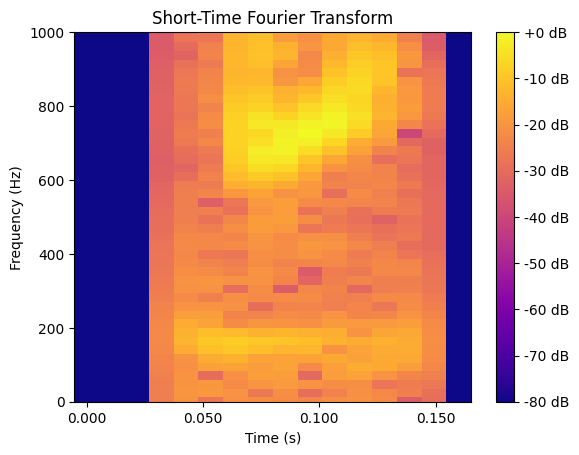 Short-Time Fourier Transform
1000
800
600
400
200
0
Frequency (Hz)
0.000
0.050
0.100
0.150
Time (s)
+0 dB
-10 dB
-20 dB
-30 dB
-40 dB
-50 dB
-60 dB
-70 dB
-80 dB